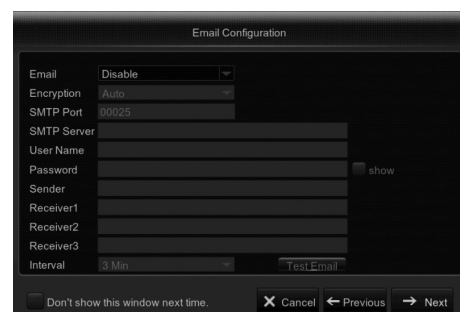 Email Configuration
Email Disable
Encryption Auto
SMTP Port 00025
SMTP Server
User Name
Password show
Sender
Receiver1
Receiver2
Receiver3
Interval 3 Min Test Email
Don't show this window next time. Cancel Previous Next